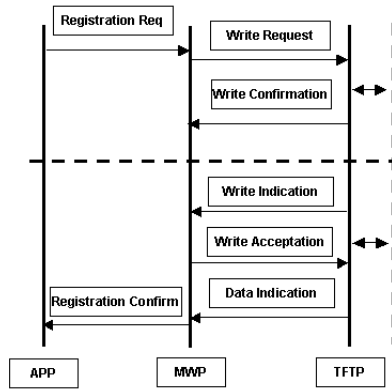 Registration Req
Write Request
Write Confirmation
Write Indication
Write Acceptation
Data Indication
Registration Confirm
APP
MWP
TFTP